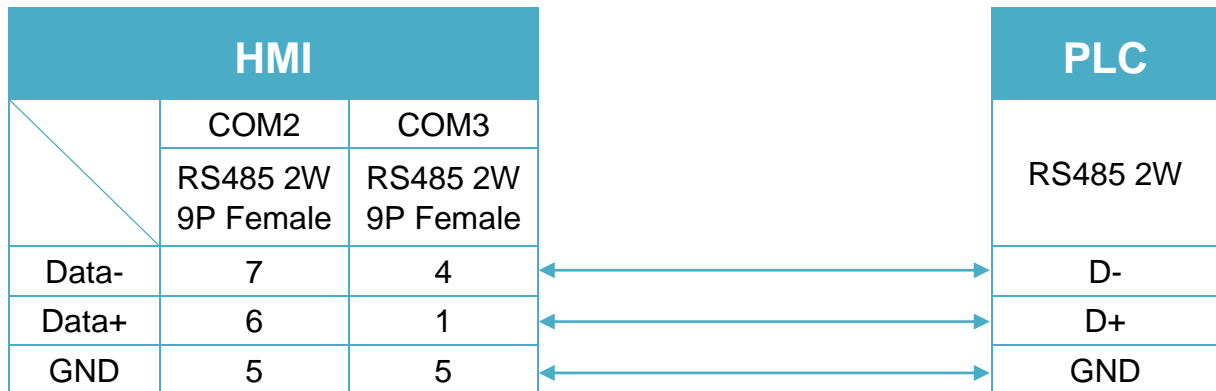 HMI PLC
COM2 COM3
RS485 2W RS485 2W RS485 2W
9P Female 9P Female
Data- 7 4 D-
Data+ 6 1 D+
GND 5 5 GND